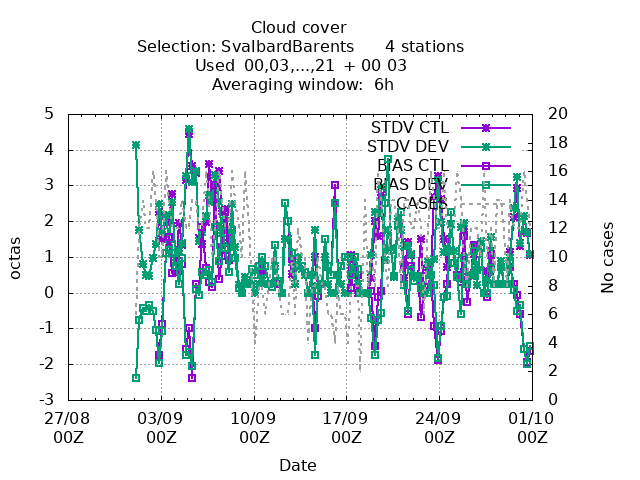 Cloud cover
Selection: SvalbardBarents 4 stations
Used 00,03,...,21 + 00 03
Averaging window: 6h
octas
No cases
5
4
3
2
1
0
-1
-2
-3
20
18
16
14
12
10
8
6
4
2
0
STDV CTL
STDV DEV
BIAS CTL
BIAS DEV
CASES
27/08 03/09 10/09 17/09 24/09 01/10
00Z 00Z 00Z 00Z 00Z 00Z
Date